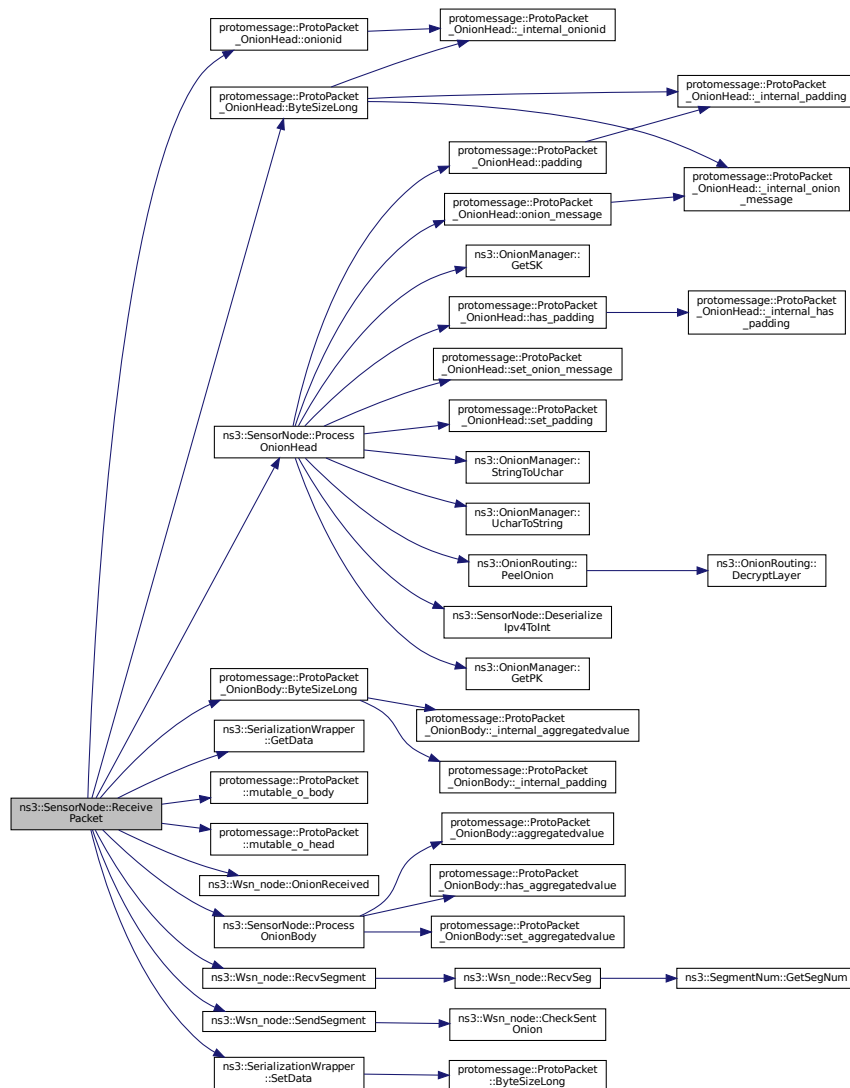 protomessage::ProtoPacket
_OnionHead::onionid
protomessage::ProtoPacket
_OnionHead::_internal_onionid
protomessage::ProtoPacket
_OnionHead::ByteSizeLong
protomessage::ProtoPacket
_OnionHead::_internal_padding
protomessage::ProtoPacket
_OnionHead::padding
protomessage::ProtoPacket
_OnionHead::_internal_onion
_message
protomessage::ProtoPacket
_OnionHead::onion_message
ns3::OnionManager::
GetSK
protomessage::ProtoPacket
_OnionHead::has_padding
protomessage::ProtoPacket
_OnionHead::_internal_has
_padding
protomessage::ProtoPacket
_OnionHead::set_onion_message
protomessage::ProtoPacket
_OnionHead::set_padding
ns3::SensorNode::Process
OnionHead
ns3::OnionManager::
StringToUchar
ns3::OnionManager::
UcharToString
ns3::OnionRouting::
PeelOnion
ns3::OnionRouting::
DecryptLayer
ns3::SensorNode::Deserialize
Ipv4ToInt
ns3::OnionManager::
GetPK
protomessage::ProtoPacket
_OnionBody::ByteSizeLong
protomessage::ProtoPacket
_OnionBody::_internal_aggregatedvalue
ns3::SerializationWrapper
::GetData
protomessage::ProtoPacket
_OnionBody::_internal_padding
protomessage::ProtoPacket
::mutable_o_body
ns3::SensorNode::Receive
Packet
protomessage::ProtoPacket
::mutable_o_head
protomessage::ProtoPacket
_OnionBody::aggregatedvalue
ns3::Wsn_node::OnionReceived
protomessage::ProtoPacket
_OnionBody::has_aggregatedvalue
ns3::SensorNode::Process
OnionBody
protomessage::ProtoPacket
_OnionBody::set_aggregatedvalue
ns3::Wsn_node::RecvSegment
ns3::Wsn_node::RecvSeg
ns3::SegmentNum::GetSegNum
ns3::Wsn_node::SendSegment
ns3::Wsn_node::CheckSent
Onion
ns3::SerializationWrapper
::SetData
protomessage::ProtoPacket
::ByteSizeLong